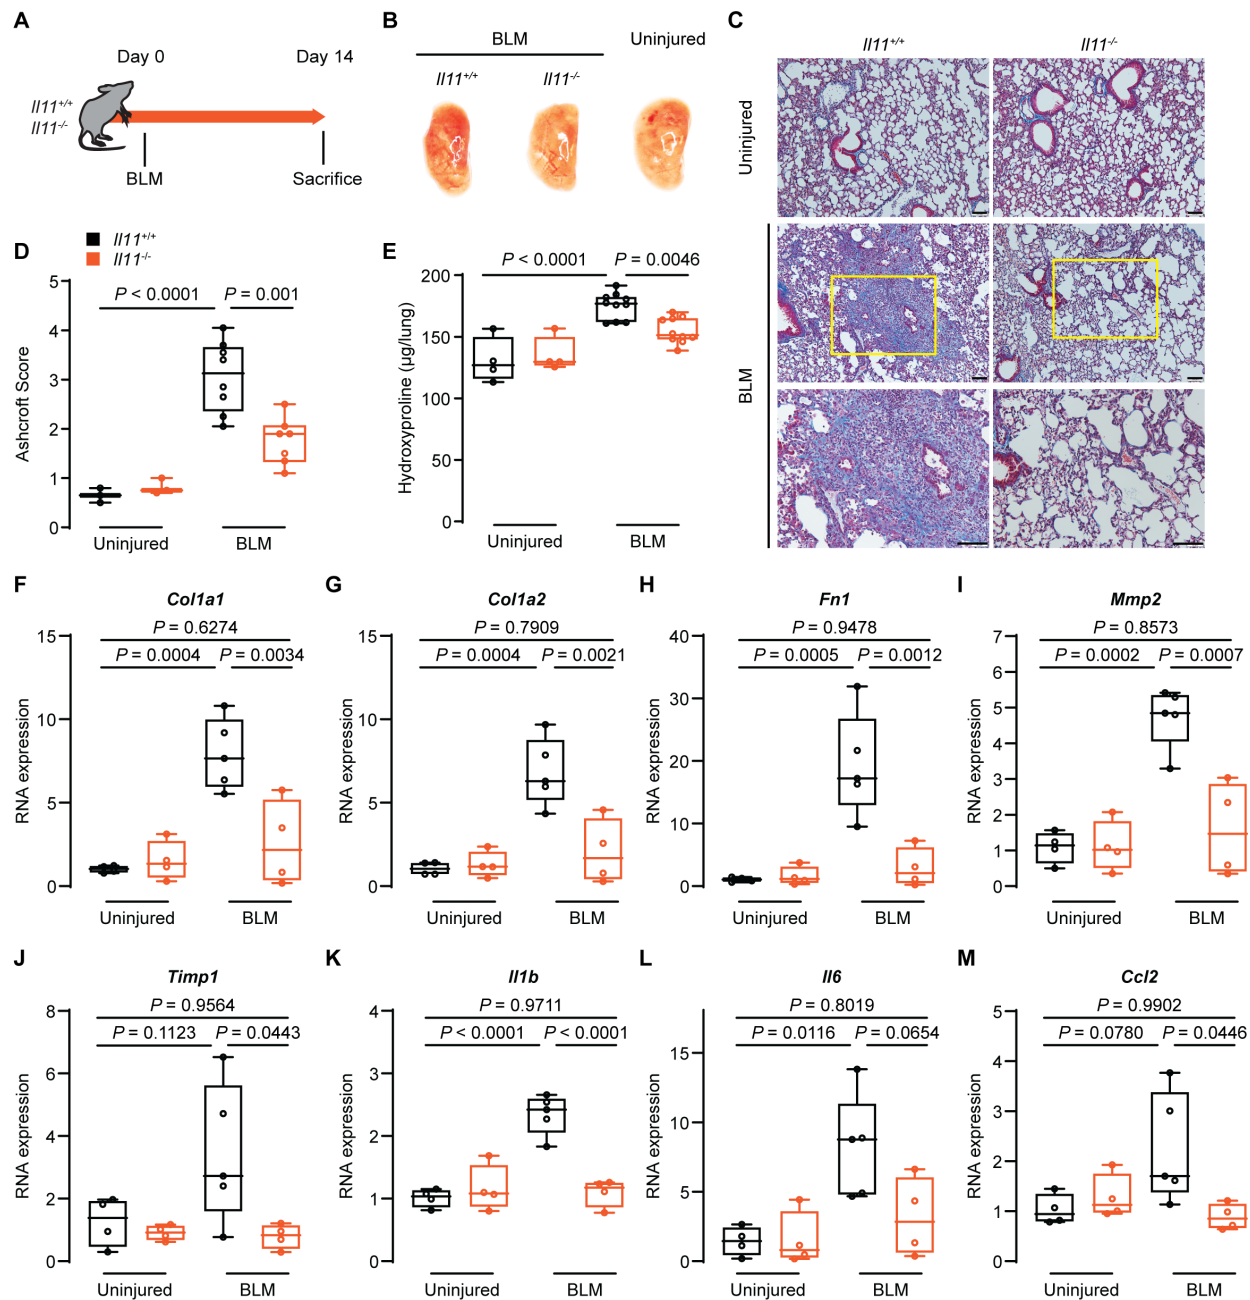 A
Day 0
Day 14
Il11+/+
Il11-/-
BLM
Sacrifice
B
BLM
Uninjured
Il11+/+
Il11-/-
C
Il11+/+
Il11-/-
Uninjured
BLM
D
Il11+/+
Il11-/-
P < 0.0001
P = 0.001
Ashcroft Score
5
4
3
2
1
0
Uninjured
BLM
E
P < 0.0001
P = 0.0046
Hydroxyproline (µg/lung)
200
150
100
50
0
Uninjured
BLM
F
Col1a1
P = 0.6274
P = 0.0004
P = 0.0034
RNA expression
15
10
5
0
Uninjured
BLM
G
Col1a2
P = 0.7909
P = 0.0004
P = 0.0021
RNA expression
15
10
5
0
Uninjured
BLM
H
Fn1
P = 0.9478
P = 0.0005
P = 0.0012
RNA expression
40
30
20
10
0
Uninjured
BLM
I
Mmp2
P = 0.8573
P = 0.0002
P = 0.0007
RNA expression
7
6
5
4
3
2
1
0
Uninjured
BLM
J
Timp1
P = 0.9564
P = 0.1123
P = 0.0443
RNA expression
8
6
4
2
0
Uninjured
BLM
K
Il1b
P = 0.9711
P < 0.0001
P < 0.0001
RNA expression
4
3
2
1
0
Uninjured
BLM
L
Il6
P = 0.8019
P = 0.0116
P = 0.0654
RNA expression
15
10
5
0
Uninjured
BLM
M
Ccl2
P = 0.9902
P = 0.0780
P = 0.0446
RNA expression
5
4
3
2
1
0
Uninjured
BLM